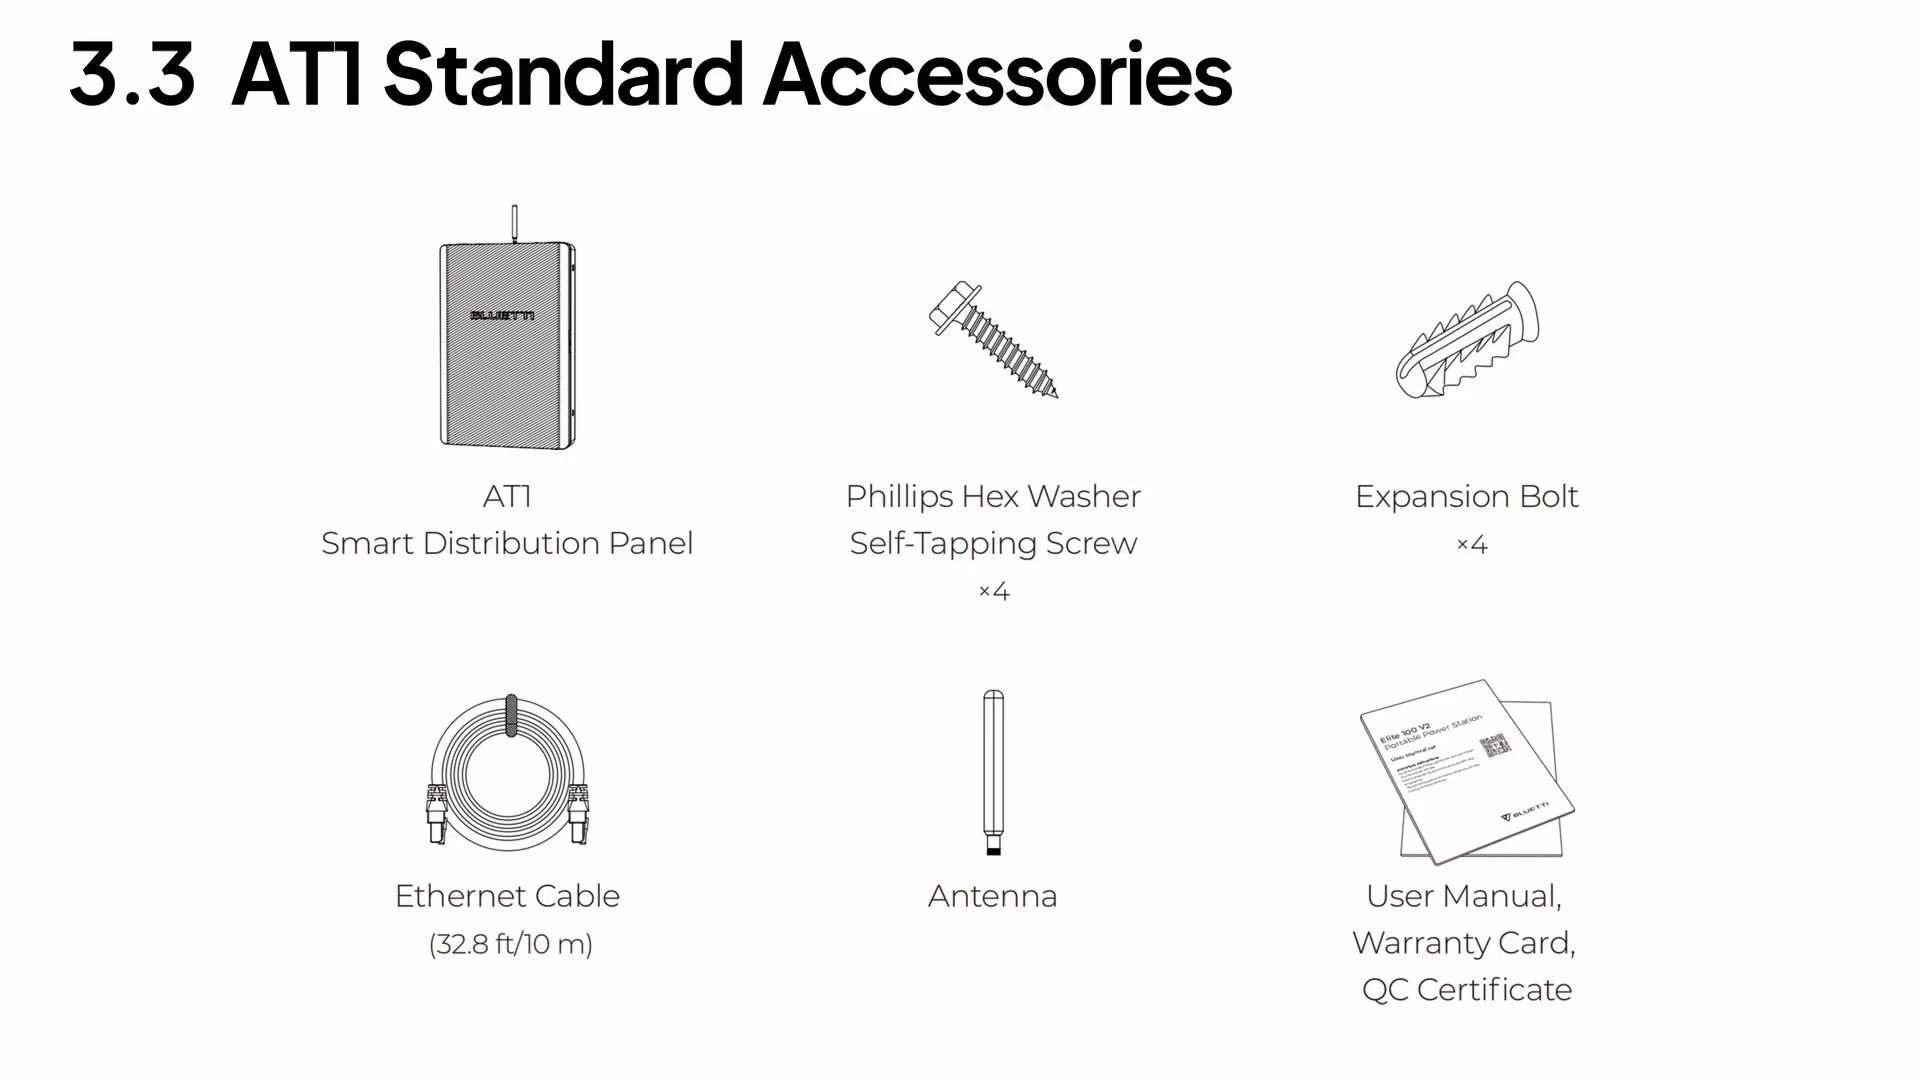 3.3 AT1 Standard Accessories
BLUETTI
AT1
Smart Distribution Panel
Phillips Hex Washer
Self-Tapping Screw
×4
Expansion Bolt
×4
Ethernet Cable
(32.8 ft/10 m)
Antenna
Elite 100 V2
Portable Power Station
User Manual
BLUETTI
User Manual,
Warranty Card,
QC Certificate